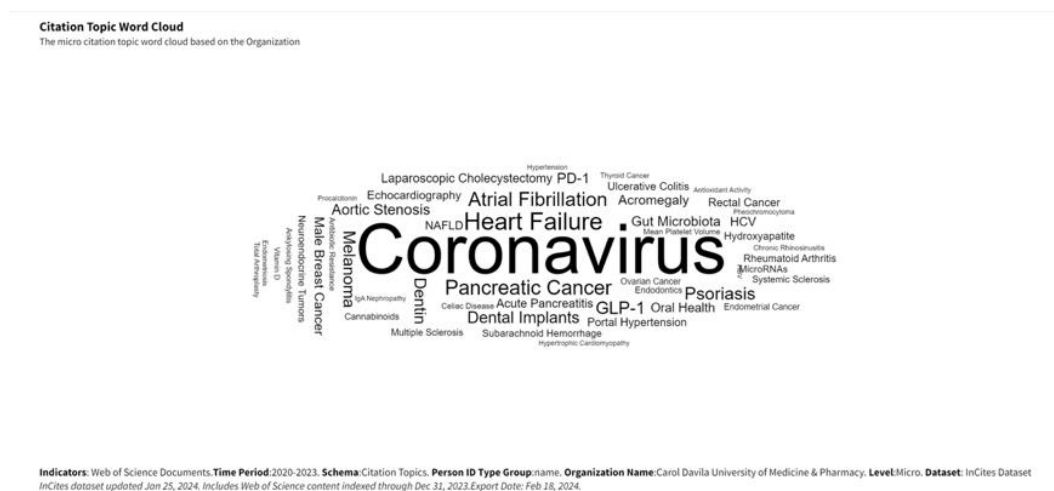 Citation Topic Word Cloud
The micro citation topic word cloud based on the Organization
Hypertension
Laparoscopic Cholecystectomy
PD-1
Thyroid Cancer
Ulcerative Colitis
Antioxidant Activity
Procalcitonin
Echocardiography
Atrial Fibrillation
Acromegaly
Rectal Cancer
Aortic Stenosis
Pheochromocytoma
NAFLD
Heart Failure
Gut Microbiota
HCV
Mean Platelet Volume
Hydroxyapatite
Coronavirus
Chronic Rhinosinusitis
Rheumatoid Arthritis
MicroRNAs
Systemic Sclerosis
Total Arthroplasty
Endometriosis
Vitamin D
Ankylosing Spondylitis
Neuroendocrine Tumors
Male Breast Cancer
Antibiotic Resistance
Melanoma
Dentin
Pancreatic Cancer
Ovarian Cancer
Endodontics
Psoriasis
IgA Nephropathy
Celiac Disease
Acute Pancreatitis
GLP-1
Oral Health
Endometrial Cancer
Cannabinoids
Dental Implants
Portal Hypertension
Multiple Sclerosis
Subarachnoid Hemorrhage
Hypertrophic Cardiomyopathy
Indicators: Web of Science Documents.Time Period:2020-2023. Schema:Citation Topics. Person ID Type Group:name. Organization Name:Carol Davila University of Medicine & Pharmacy. Level:Micro. Dataset: InCites Dataset
InCites dataset updated Jan 25, 2024. Includes Web of Science content indexed through Dec 31, 2023.Export Date: Feb 18, 2024.